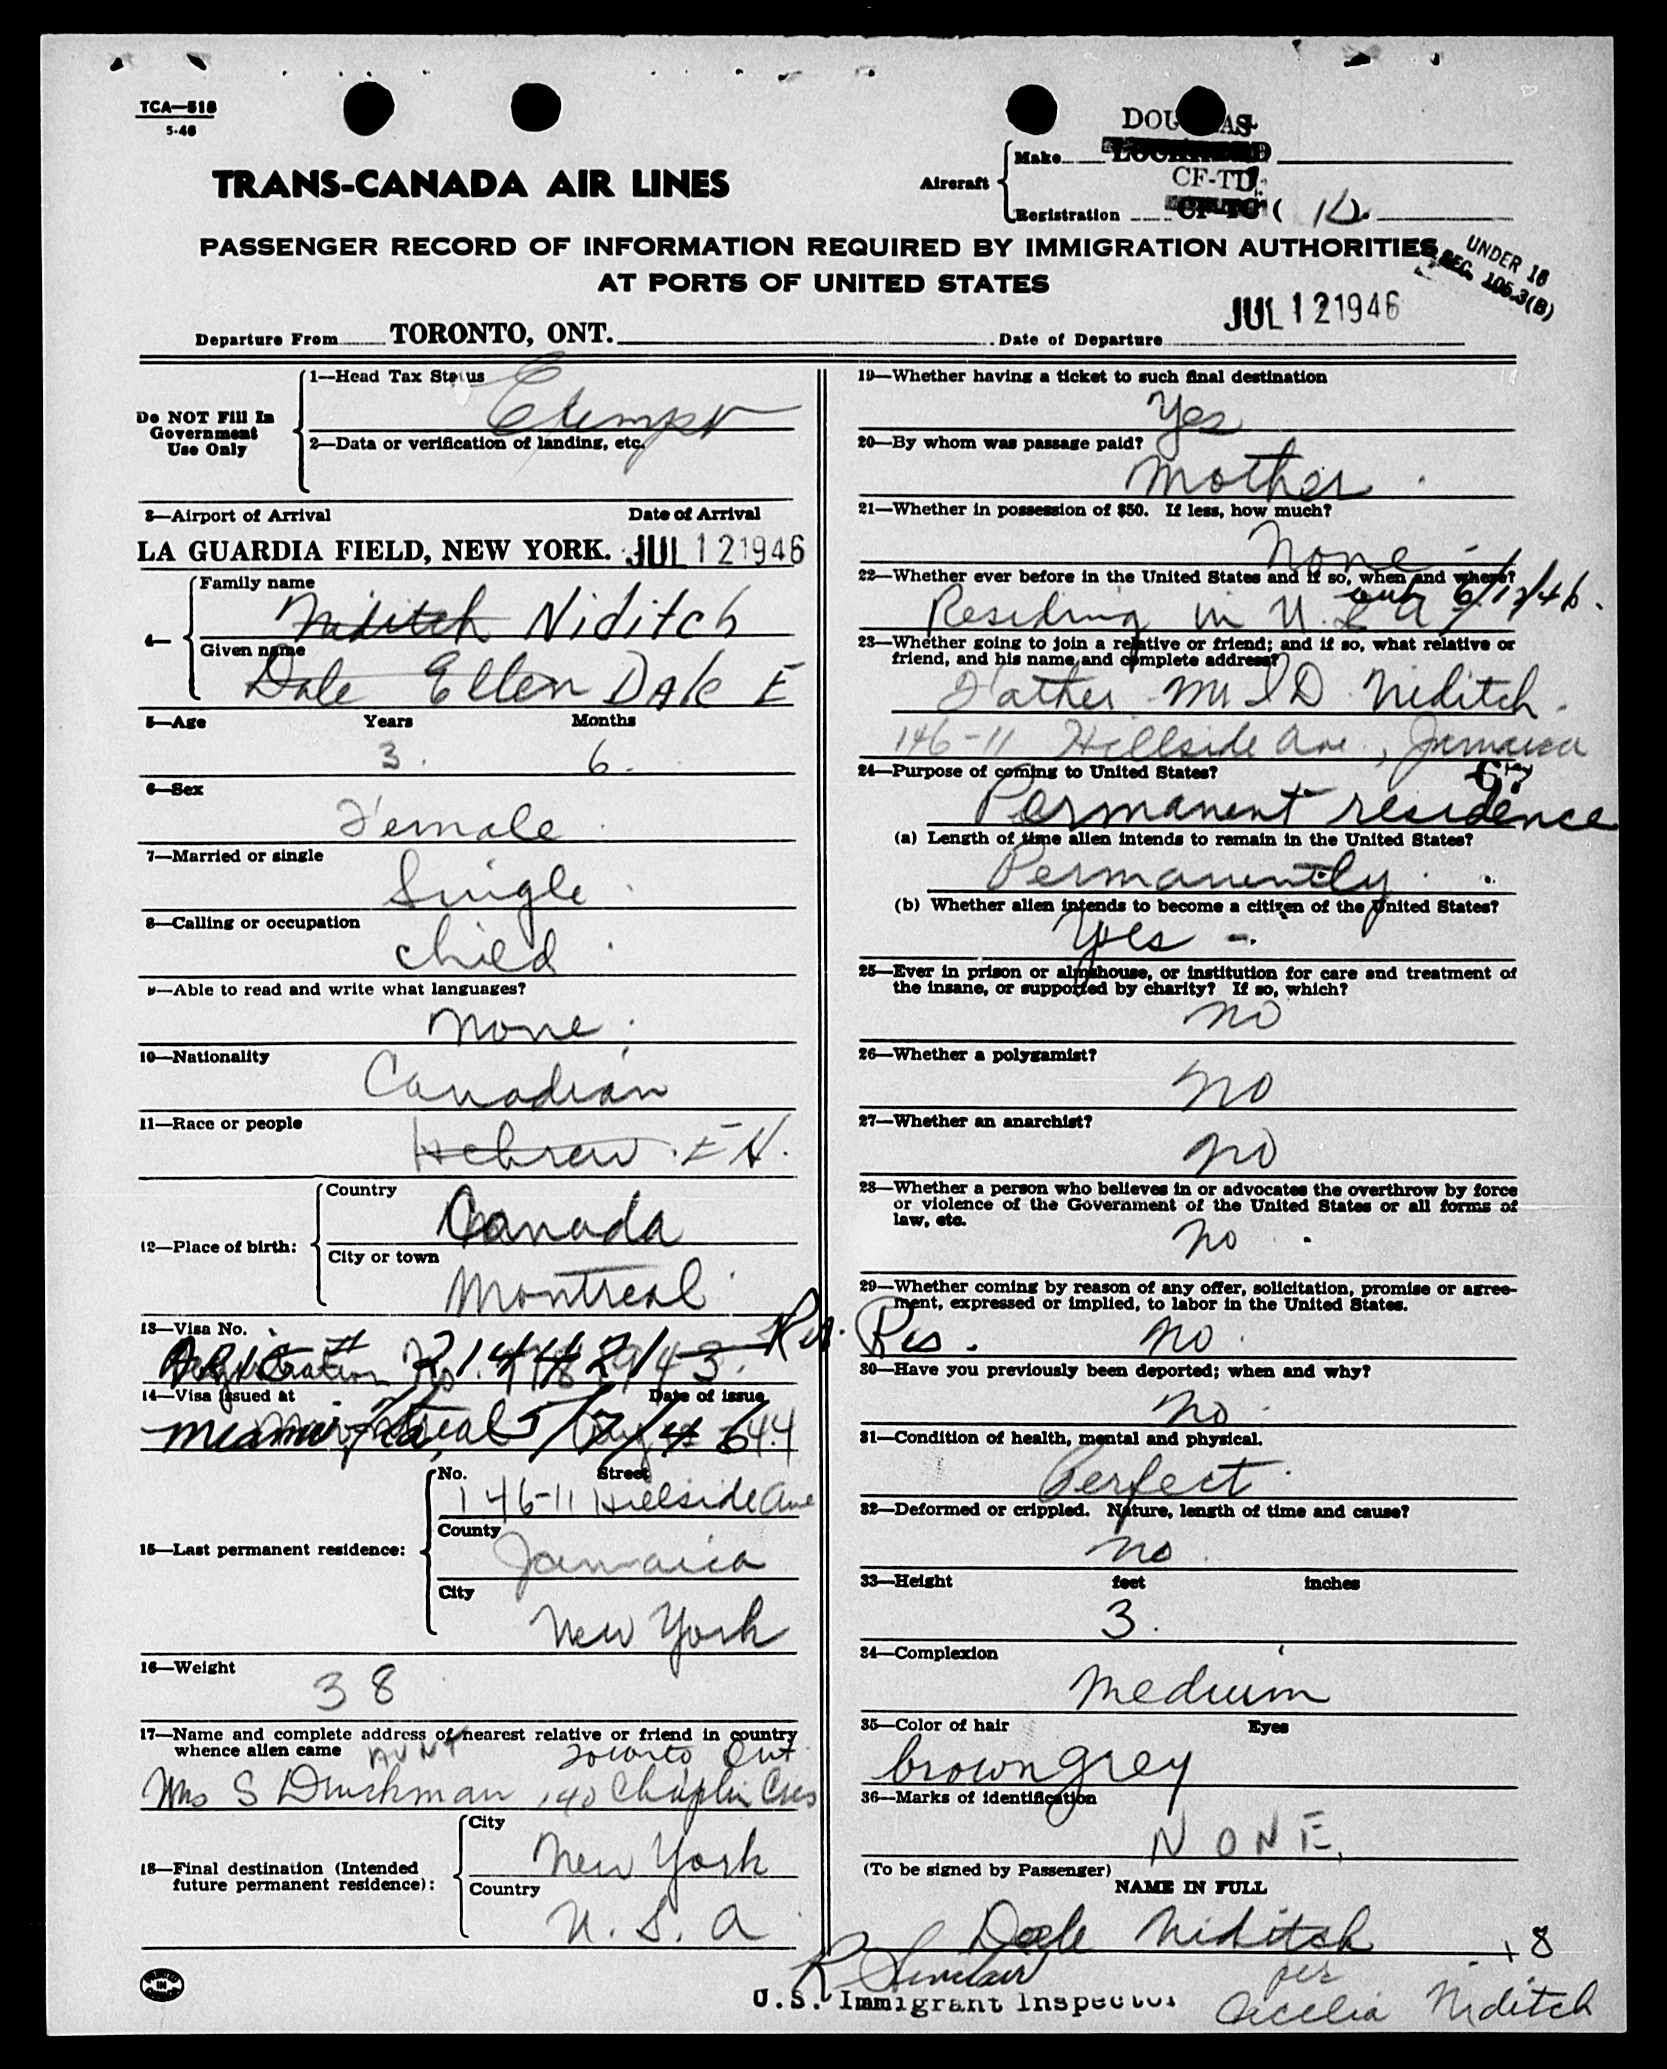 TCA—518
5-46
DOUGLAS
Make
LOCKHEED
CF-TD
Aircraft
TRANS-CANADA AIR LINES
Registration CF-TC (
PASSENGER RECORD OF INFORMATION REQUIRED BY IMMIGRATION AUTHORITIES
AT PORTS OF UNITED STATES
UNDER 16
SEC. 105.3(B)
JUL 12 1946
Departure From TORONTO, ONT. Date of Departure
Do NOT Fill In
Government
Use Only
1—Head Tax Status
Exempt
2—Data or verification of landing, etc.
3—Airport of Arrival Date of Arrival
LA GUARDIA FIELD, NEW YORK. JUL 12 1946
4—
Family name
Niditch Niditch
Given name
Dale Ellen DALE E
5—Age Years Months
3. 6.
6—Sex
Female
7—Married or single
Single
8—Calling or occupation
child
9—Able to read and write what languages?
none
10—Nationality
Canadian
11—Race or people
Hebrew. EH.
12—Place of birth:
Country
Canada
City or town
Montreal
13—Visa No.
14—Visa issued at Date of issue
Miami Fla, 5/7/46
15—Last permanent residence:
No. Street
146-11 Hillside Ave
County
Jamaica
City
New York
16—Weight
38
17—Name and complete address of nearest relative or friend in country
whence alien came
AUNT Toronto Ont
Mrs S Druckman 140 Chaplin Cres
18—Final destination (Intended
future permanent residence):
City
New York
Country
U. S. A
19—Whether having a ticket to such final destination
Yes
20—By whom was passage paid?
Mother
21—Whether in possession of $50. If less, how much?
None
22—Whether ever before in the United States and if so, when and where?
Residing in U.S.A.
23—Whether going to join a relative or friend; and if so, what relative or
friend, and his name and complete address?
Father Mr I D Niditch
146-11 Hillside Ave., Jamaica
24—Purpose of coming to United States?
Permanent residence
(a) Length of time alien intends to remain in the United States?
Permanently
(b) Whether alien intends to become a citizen of the United States?
Yes
25—Ever in prison or almshouse, or institution for care and treatment of
the insane, or supported by charity? If so, which?
no
26—Whether a polygamist?
no
27—Whether an anarchist?
no
28—Whether a person who believes in or advocates the overthrow by force
or violence of the Government of the United States or all forms of
law, etc.
no
29—Whether coming by reason of any offer, solicitation, promise or agree-
ment, expressed or implied, to labor in the United States.
Res. no
30—Have you previously been deported; when and why?
no
31—Condition of health, mental and physical.
Perfect
32—Deformed or crippled. Nature, length of time and cause?
no
33—Height feet inches
3.
34—Complexion
medium
35—Color of hair Eyes
brown grey
36—Marks of identification
NONE.
(To be signed by Passenger)
NAME IN FULL
Dale Niditch
18
R Sinclair
U.S. Immigrant Inspector
per
Cecelia Niditch